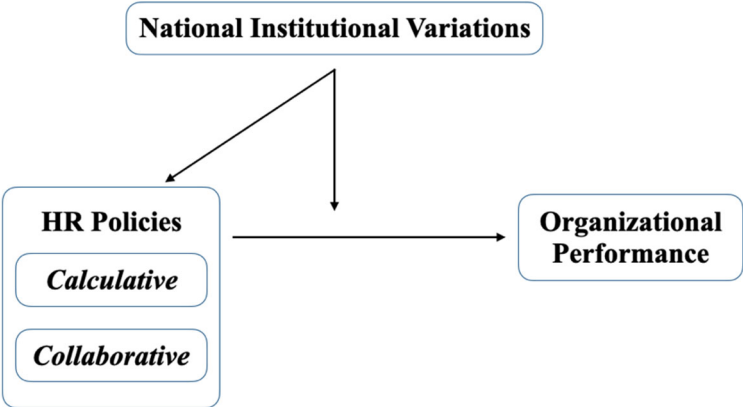 National Institutional Variations
HR Policies
Calculative
Collaborative
Organizational
Performance